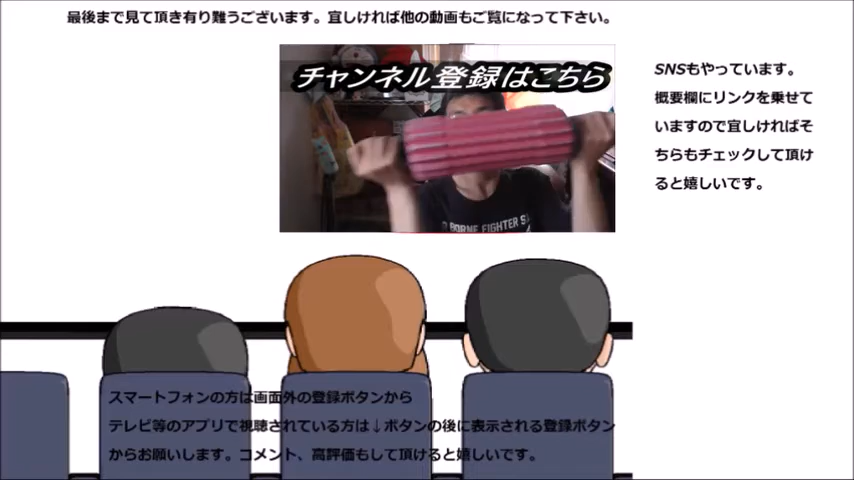 最後まで見て頂き有り難うございます。宜しければ他の動画もご覧になって下さい。
チャンネル登録はこちら
BORNE FIGHTER S
SNSもやっています。
概要欄にリンクを乗せて
いますので宜しければそ
ちらもチェックして頂け
ると嬉しいです。
スマートフォンの方は画面外の登録ボタンから
テレビ等のアプリで視聴されている方は↓ボタンの後に表示される登録ボタン
からお願いします。コメント、高評価もして頂けると嬉しいです。